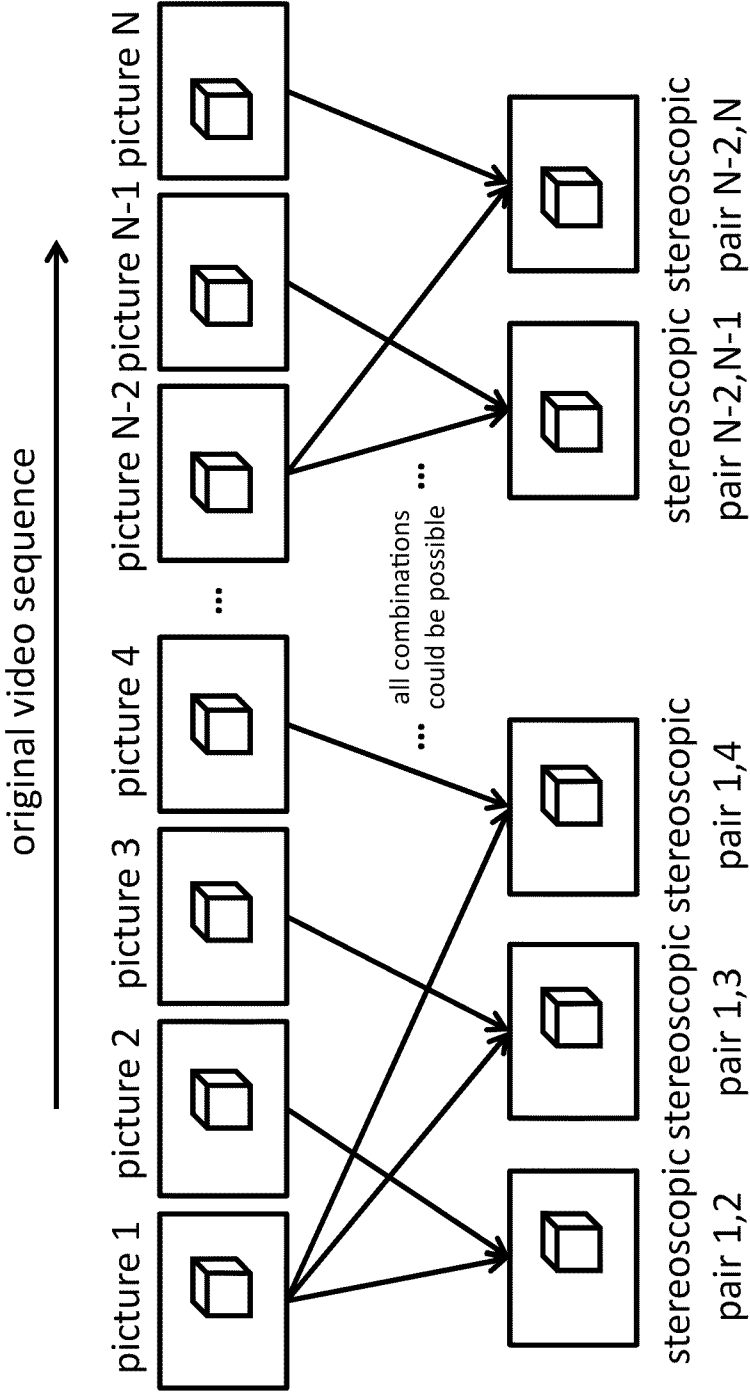 original video sequence
picture 1
picture 2
picture 3
picture 4
...
picture N-2
picture N-1
picture N
... all combinations ...
could be possible
stereoscopic
pair 1,2
stereoscopic
pair 1,3
stereoscopic
pair 1,4
stereoscopic
pair N-2,N-1
stereoscopic
pair N-2,N